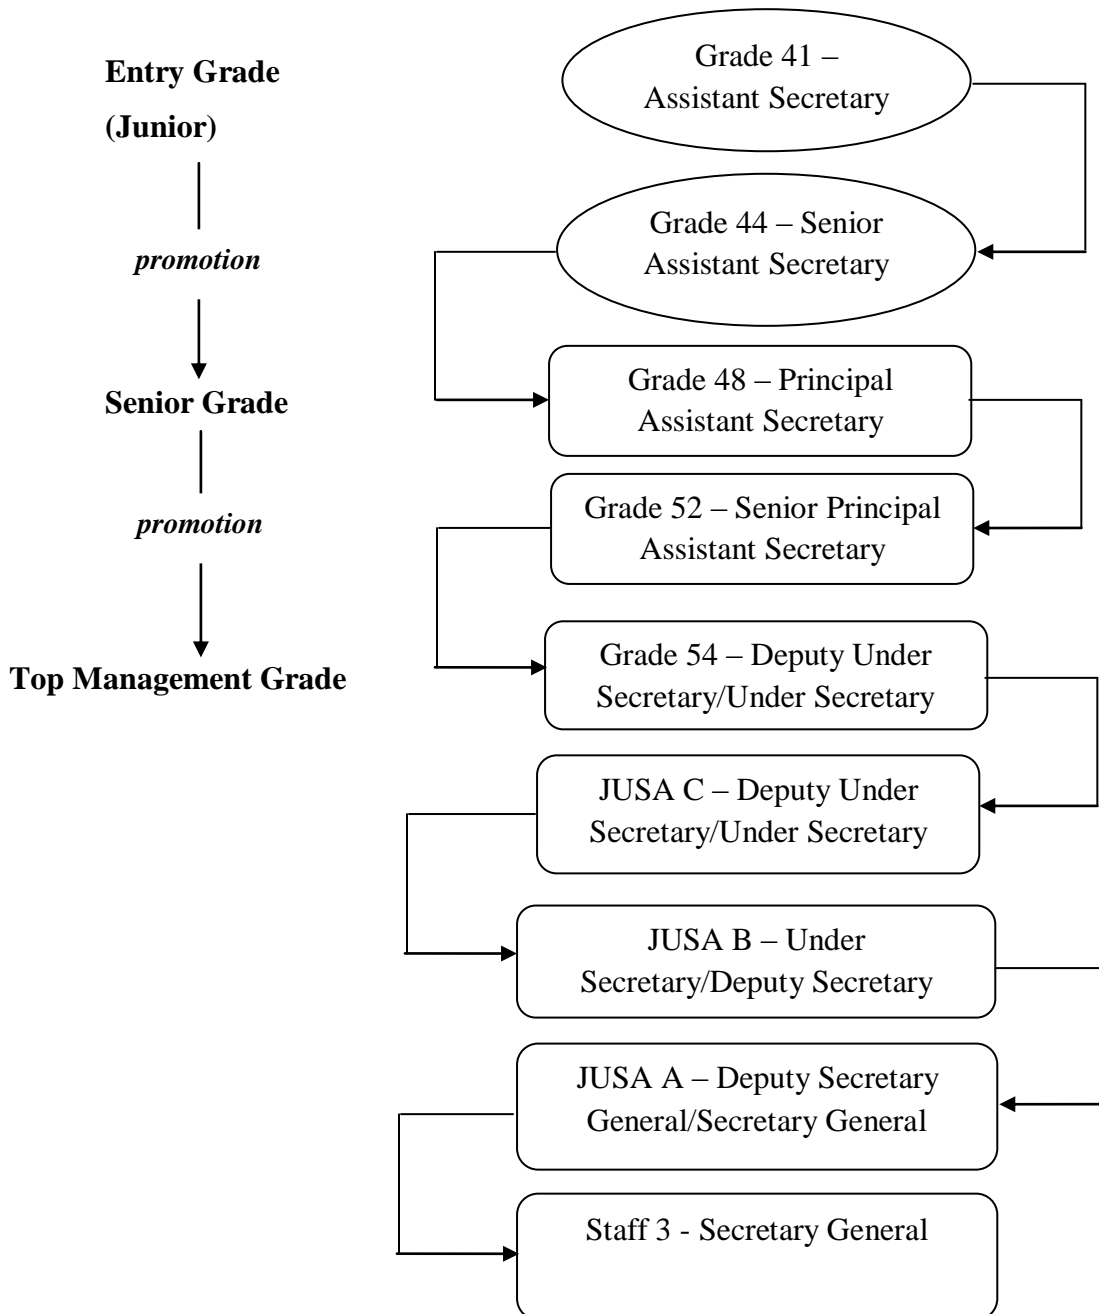 Entry Grade
(Junior)
promotion
Senior Grade
promotion
Top Management Grade
Grade 41 –
Assistant Secretary
Grade 44 – Senior
Assistant Secretary
Grade 48 – Principal
Assistant Secretary
Grade 52 – Senior Principal
Assistant Secretary
Grade 54 – Deputy Under
Secretary/Under Secretary
JUSA C – Deputy Under
Secretary/Under Secretary
JUSA B – Under
Secretary/Deputy Secretary
JUSA A – Deputy Secretary
General/Secretary General
Staff 3 - Secretary General